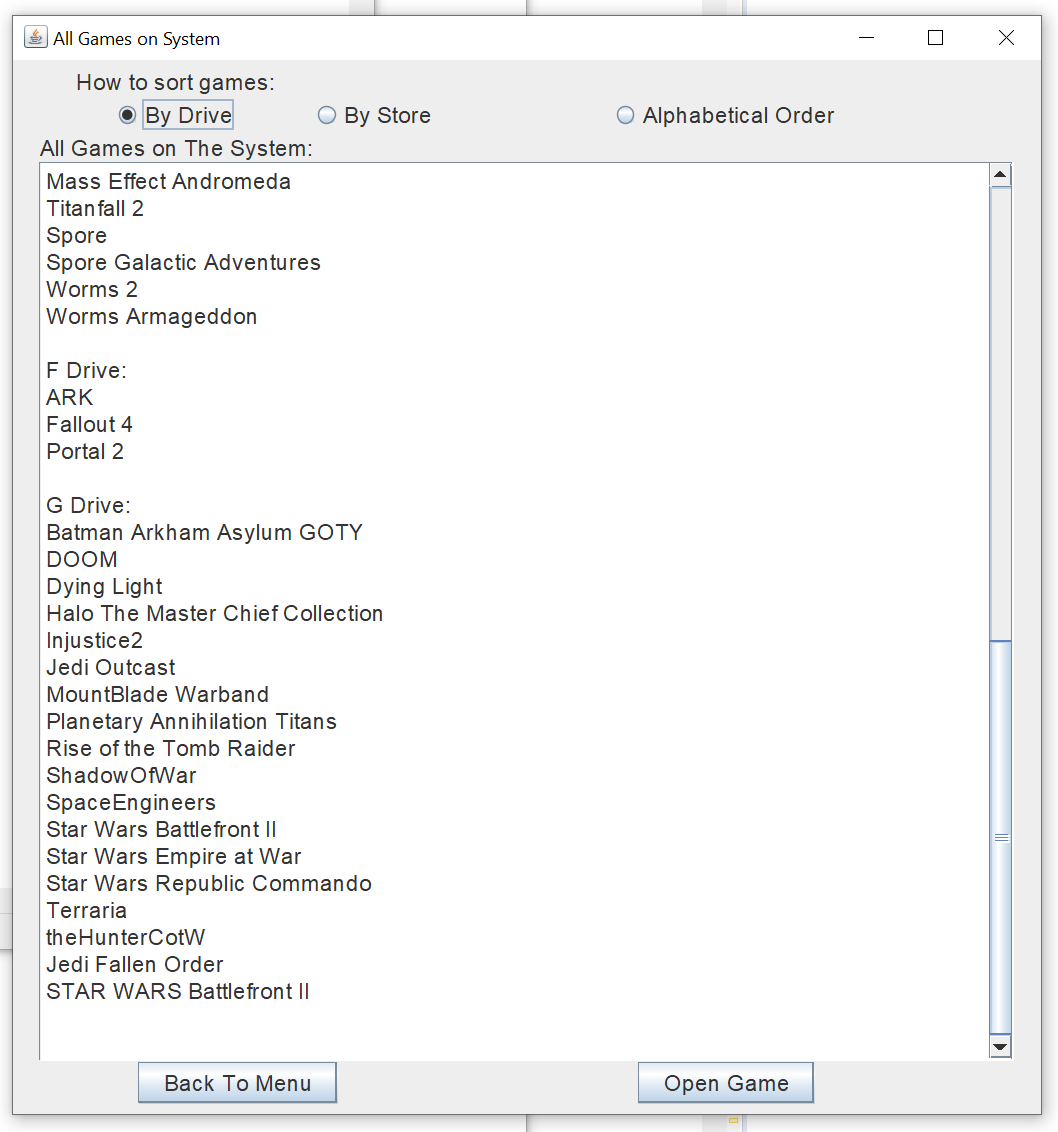 All Games on System
How to sort games:
By Drive By Store Alphabetical Order
All Games on The System:
Mass Effect Andromeda
Titanfall 2
Spore
Spore Galactic Adventures
Worms 2
Worms Armageddon
F Drive:
ARK
Fallout 4
Portal 2
G Drive:
Batman Arkham Asylum GOTY
DOOM
Dying Light
Halo The Master Chief Collection
Injustice2
Jedi Outcast
MountBlade Warband
Planetary Annihilation Titans
Rise of the Tomb Raider
ShadowOfWar
SpaceEngineers
Star Wars Battlefront II
Star Wars Empire at War
Star Wars Republic Commando
Terraria
theHunterCotW
Jedi Fallen Order
STAR WARS Battlefront II
Back To Menu Open Game